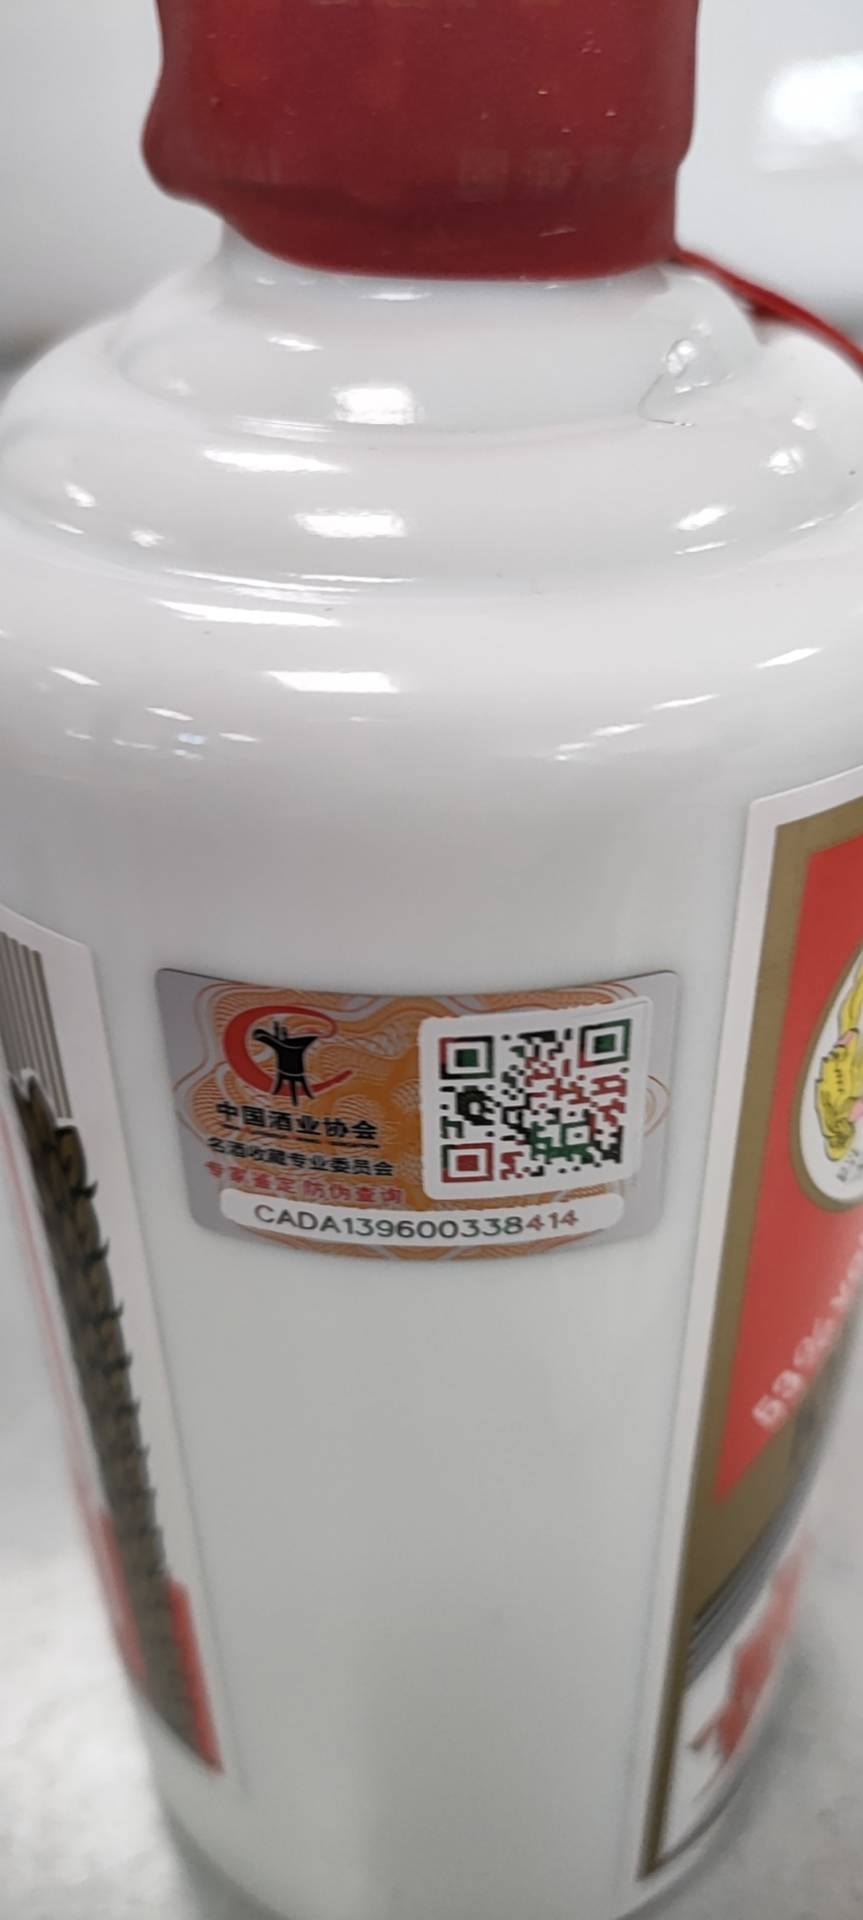 中国酒业协会
名酒收藏专业委员会
专家鉴定 防伪查询
CADA139600338414
53%